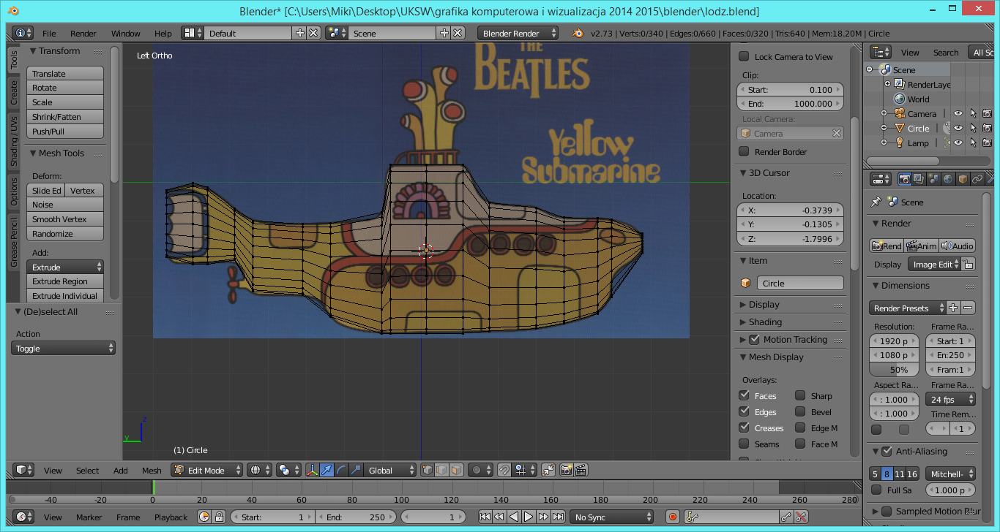 Blender* [C:\Users\Miki\Desktop\UKSW\grafika komputerowa i wizualizacja 2014 2015\blender\lodz.blend]
File Render Window Help Default Scene Blender Render v2.73 | Verts:0/340 | Edges:0/660 | Faces:0/320 | Tris:640 | Mem:18.20M | Circle
Tools
Create
Shading / UVs
Options
Grease Pencil
Transform
Translate
Rotate
Scale
Shrink/Fatten
Push/Pull
Mesh Tools
Deform:
Slide Ed Vertex
Noise
Smooth Vertex
Randomize
Add:
Extrude
Extrude Region
Extrude Individual
(De)select All
Action
Toggle
Left Ortho
THE
BEATLES
Yellow
Submarine
z
y
(1) Circle
Lock Camera to View
Clip:
Start: 0.100
End: 1000.000
Local Camera:
Camera
Render Border
3D Cursor
Location:
X: -0.3739
Y: -0.1305
Z: -1.7996
Item
Circle
Display
Shading
Motion Tracking
Mesh Display
Overlays:
Faces Sharp
Edges Bevel
Creases Edge M
Seams Face M
View Search All Sc
Scene
RenderLaye
World
Camera
Circle
Lamp
Scene
Render
Rend Anim Audio
Display Image Edit
Dimensions
Render Presets
Resolution: Frame Ra...
1920 p Start: 1
1080 p En:250
50% Fram:1
Aspect Ra... Frame Ra...
: 1.000 24 fps
: 1.000 Time Rem...
1
Anti-Aliasing
5 8 11 16 Mitchell-
Full Sa 1.000 p
Sampled Motion Blur
View Select Add Mesh Edit Mode Global
-40 -20 0 20 40 60 80 100 120 140 160 180 200 220 240 260 280
View Marker Frame Playback Start: 1 End: 250 1 No Sync